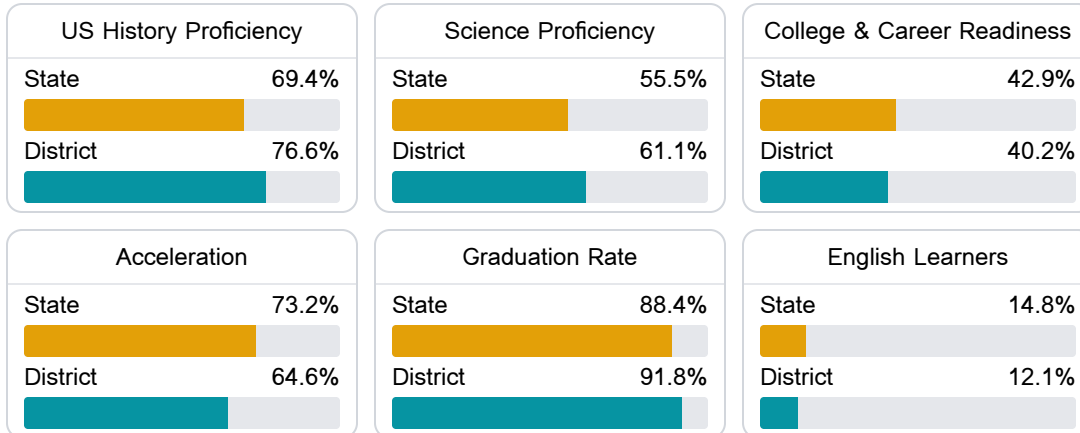 US History Proficiency
State 69.4%
District 76.6%
Science Proficiency
State 55.5%
District 61.1%
College & Career Readiness
State 42.9%
District 40.2%
Acceleration
State 73.2%
District 64.6%
Graduation Rate
State 88.4%
District 91.8%
English Learners
State 14.8%
District 12.1%